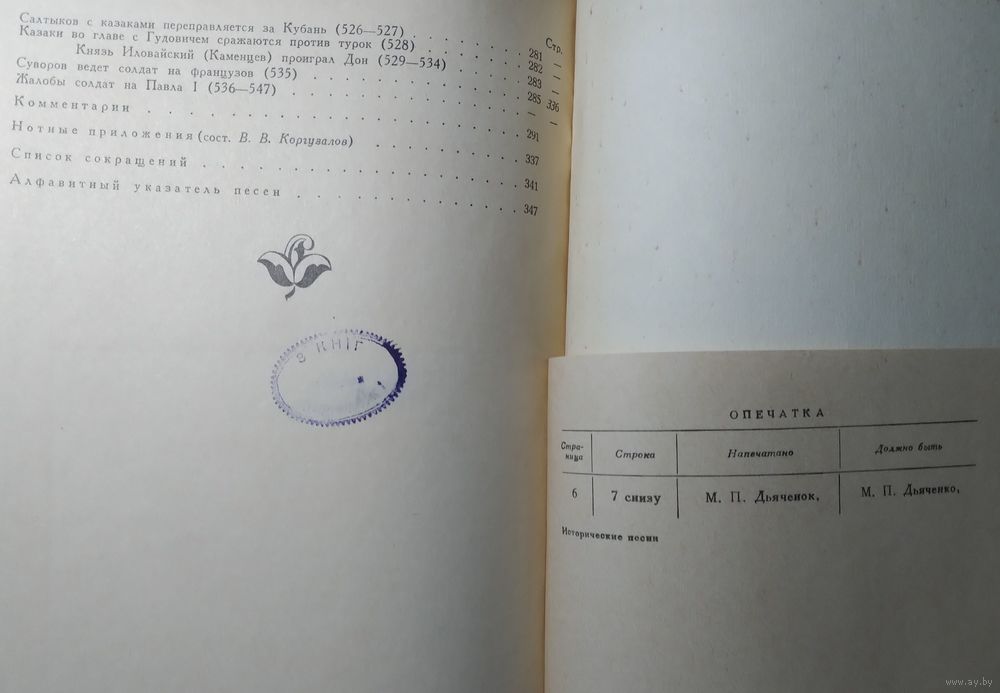 Стр.
Салтыков с казаками переправляется за Кубань (526—527) . . . . . . . 281
Казаки во главе с Гудовичем сражаются против турок (528) . . . . . . 282
Князь Иловайский (Каменцев) проиграл Дон (529—534) . . . . . 283
Суворов ведет солдат на французов (535) . . . . . . . . . . 285
Жалобы солдат на Павла I (536—547) . . . . . . . . . . —
Комментарии . . . . . . . . . . . . . . . . 291
Нотные приложения (сост. В. В. Коргузалов) . . . . . . . . 337
Список сокращений . . . . . . . . . . . . . . 341
Алфавитный указатель песен . . . . . . . . . . . 347
336
В КНИГ
ОПЕЧАТКА
Стра-
ница Строка Напечатано Должно быть
6 7 снизу М. П. Дьяченок, М. П. Дьяченко,
Исторические песни
www.ay.by